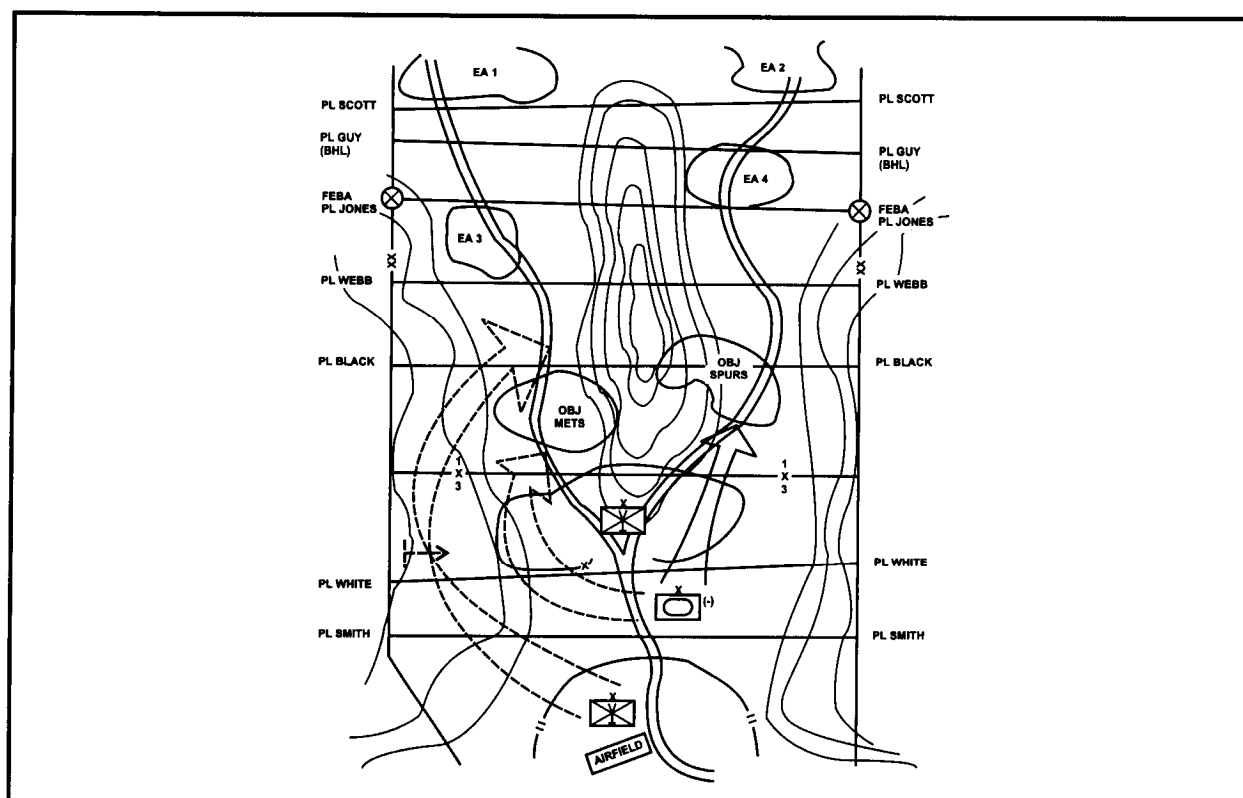 EA 1
EA 2
PL SCOTT
PL SCOTT
PL GUY
(BHL)
PL GUY
(BHL)
EA 4
FEBA
PL JONES
FEBA
PL JONES
EA 3
XX
XX
PL WEBB
PL WEBB
PL BLACK
OBJ
SPURS
PL BLACK
OBJ
METS
1
X
3
1
X
3
X
X
PL WHITE
PL WHITE
X
(-)
PL SMITH
PL SMITH
X
AIRFIELD